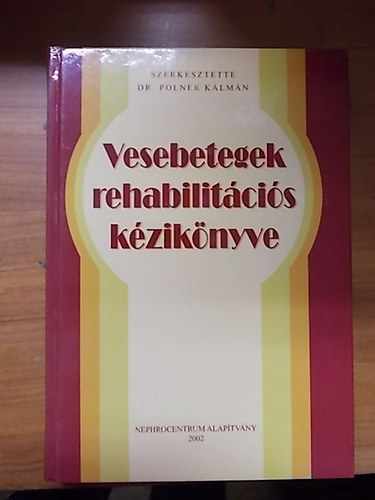 SZERKESZTETTE
DR. POLNER KÁLMÁN
Vesebetegek
rehabilitációs
kézikönyve
NEPHROCENTRUM ALAPÍTVÁNY
2002